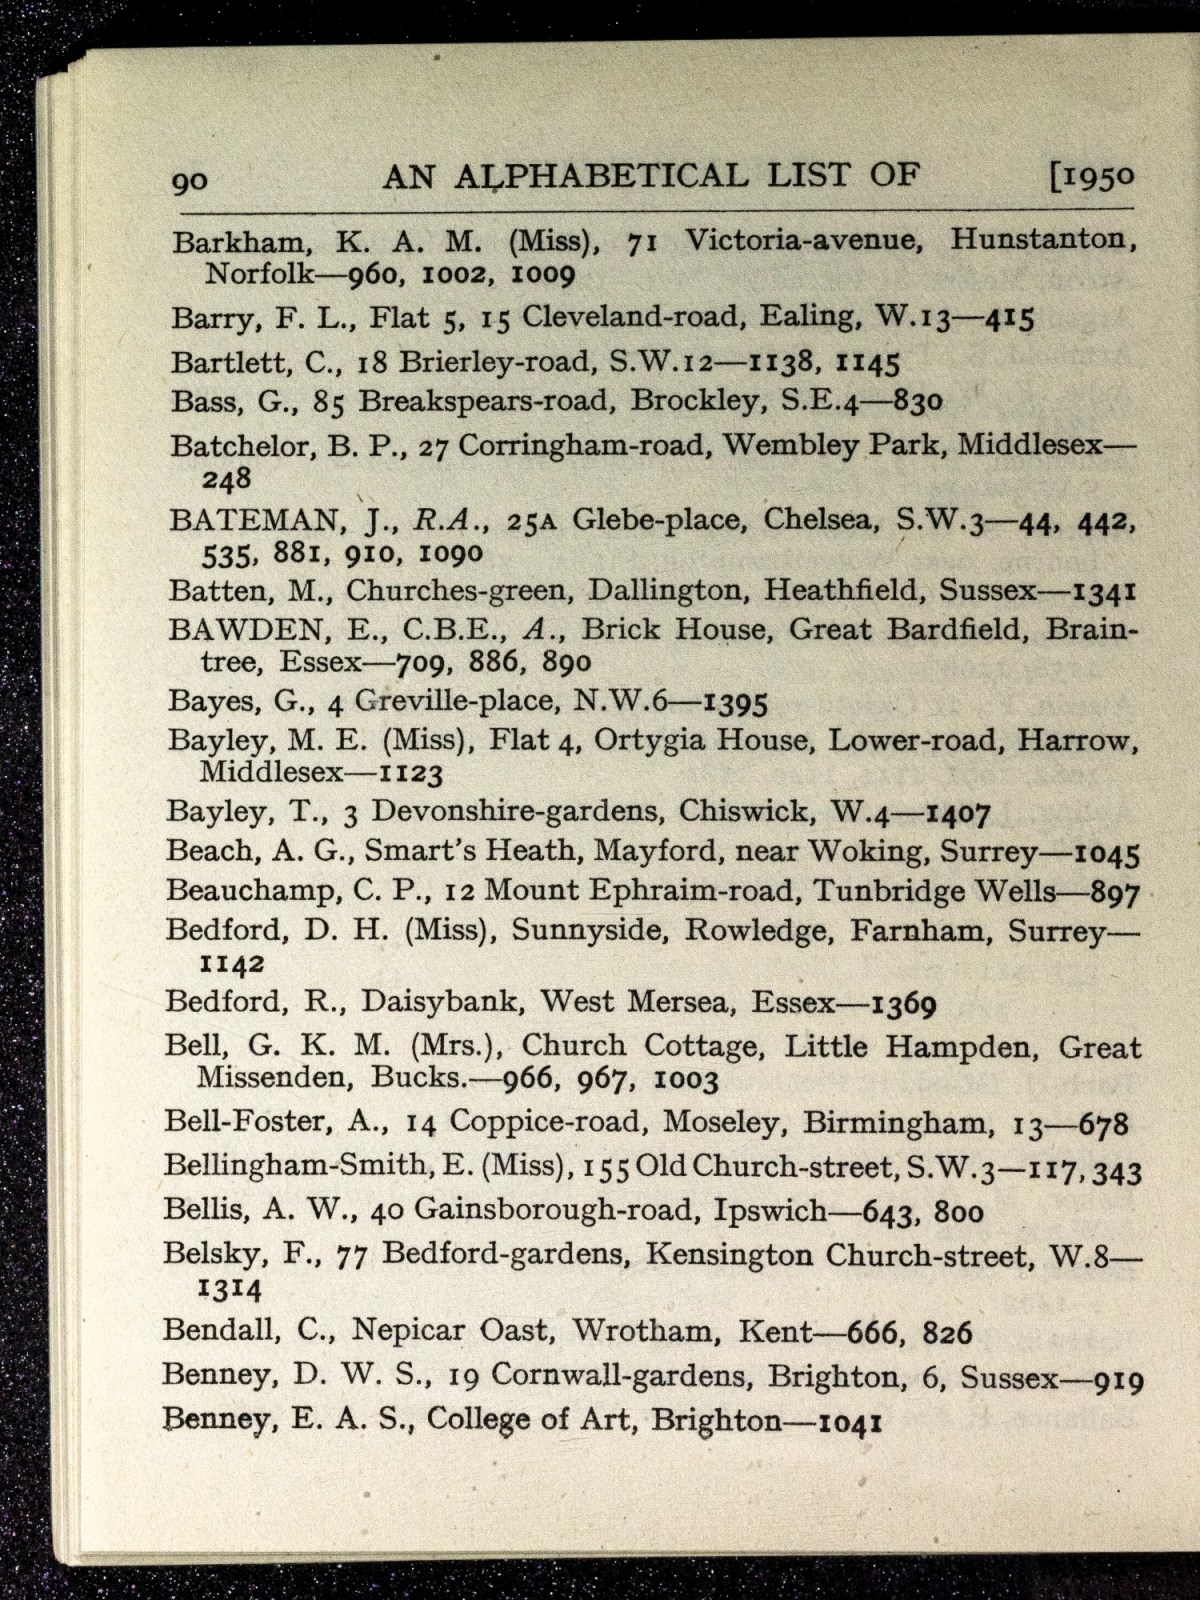 90 AN ALPHABETICAL LIST OF [1950
Barkham, K. A. M. (Miss), 71 Victoria-avenue, Hunstanton,
Norfolk—960, 1002, 1009
Barry, F. L., Flat 5, 15 Cleveland-road, Ealing, W.13—415
Bartlett, C., 18 Brierley-road, S.W.12—1138, 1145
Bass, G., 85 Breakspears-road, Brockley, S.E.4—830
Batchelor, B. P., 27 Corringham-road, Wembley Park, Middlesex—
248
BATEMAN, J., R.A., 25A Glebe-place, Chelsea, S.W.3—44, 442,
535, 881, 910, 1090
Batten, M., Churches-green, Dallington, Heathfield, Sussex—1341
BAWDEN, E., C.B.E., A., Brick House, Great Bardfield, Brain-
tree, Essex—709, 886, 890
Bayes, G., 4 Greville-place, N.W.6—1395
Bayley, M. E. (Miss), Flat 4, Ortygia House, Lower-road, Harrow,
Middlesex—1123
Bayley, T., 3 Devonshire-gardens, Chiswick, W.4—1407
Beach, A. G., Smart's Heath, Mayford, near Woking, Surrey—1045
Beauchamp, C. P., 12 Mount Ephraim-road, Tunbridge Wells—897
Bedford, D. H. (Miss), Sunnyside, Rowledge, Farnham, Surrey—
1142
Bedford, R., Daisybank, West Mersea, Essex—1369
Bell, G. K. M. (Mrs.), Church Cottage, Little Hampden, Great
Missenden, Bucks.—966, 967, 1003
Bell-Foster, A., 14 Coppice-road, Moseley, Birmingham, 13—678
Bellingham-Smith, E. (Miss), 155 Old Church-street, S.W.3—117, 343
Bellis, A. W., 40 Gainsborough-road, Ipswich—643, 800
Belsky, F., 77 Bedford-gardens, Kensington Church-street, W.8—
1314
Bendall, C., Nepicar Oast, Wrotham, Kent—666, 826
Benney, D. W. S., 19 Cornwall-gardens, Brighton, 6, Sussex—919
Benney, E. A. S., College of Art, Brighton—1041